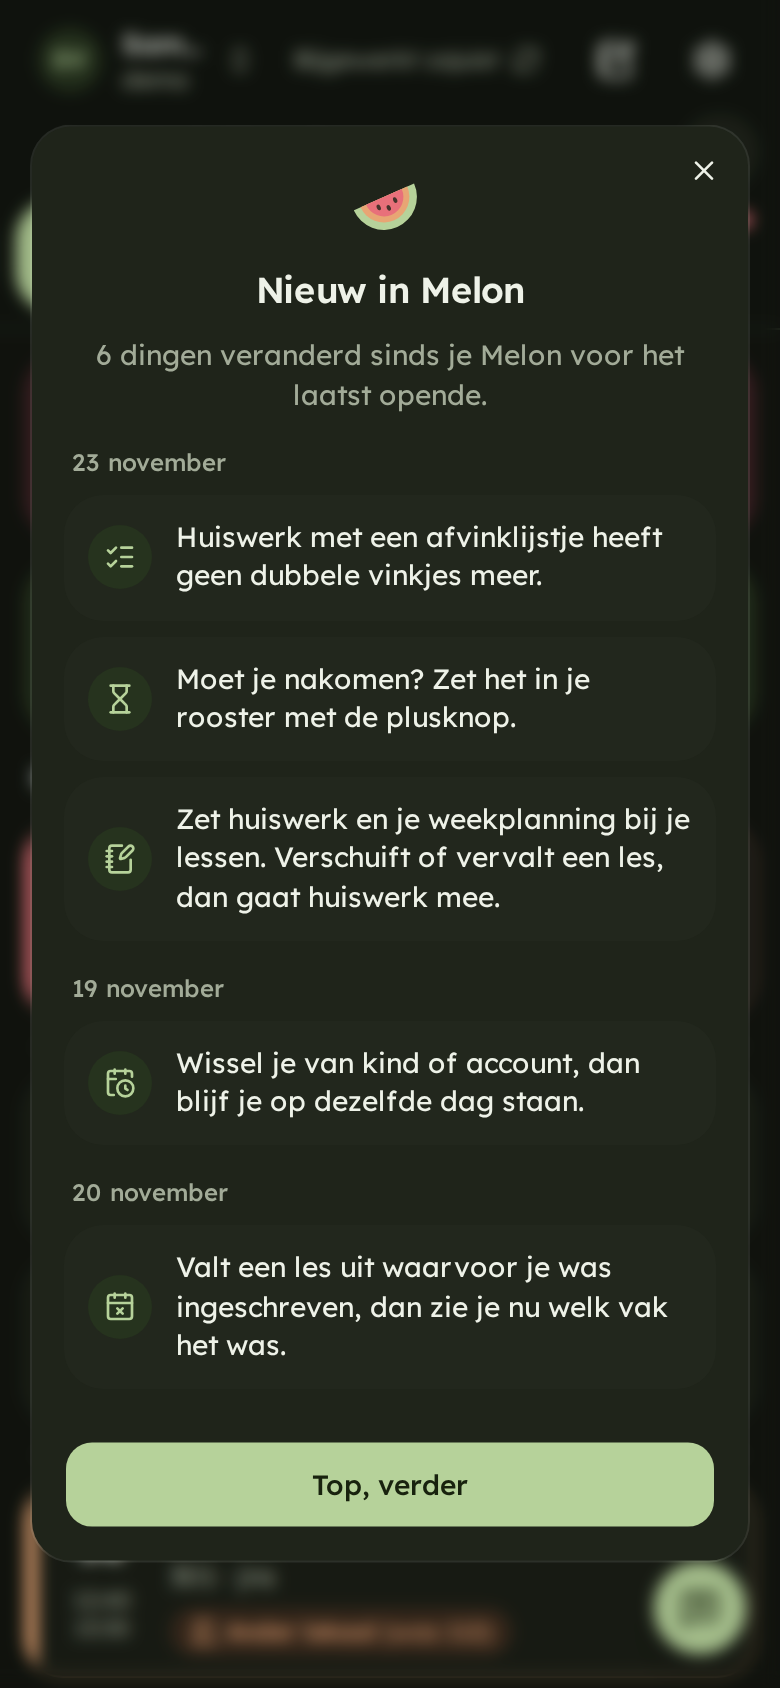 Nieuw in Melon
6 dingen veranderd sinds je Melon voor het
laatst opende.
23 november
Huiswerk met een afvinklijstje heeft
geen dubbele vinkjes meer.
Moet je nakomen? Zet het in je
rooster met de plusknop.
Zet huiswerk en je weekplanning bij je
lessen. Verschuift of vervalt een les,
dan gaat huiswerk mee.
19 november
Wissel je van kind of account, dan
blijf je op dezelfde dag staan.
20 november
Valt een les uit waarvoor je was
ingeschreven, dan zie je nu welk vak
het was.
Top, verder